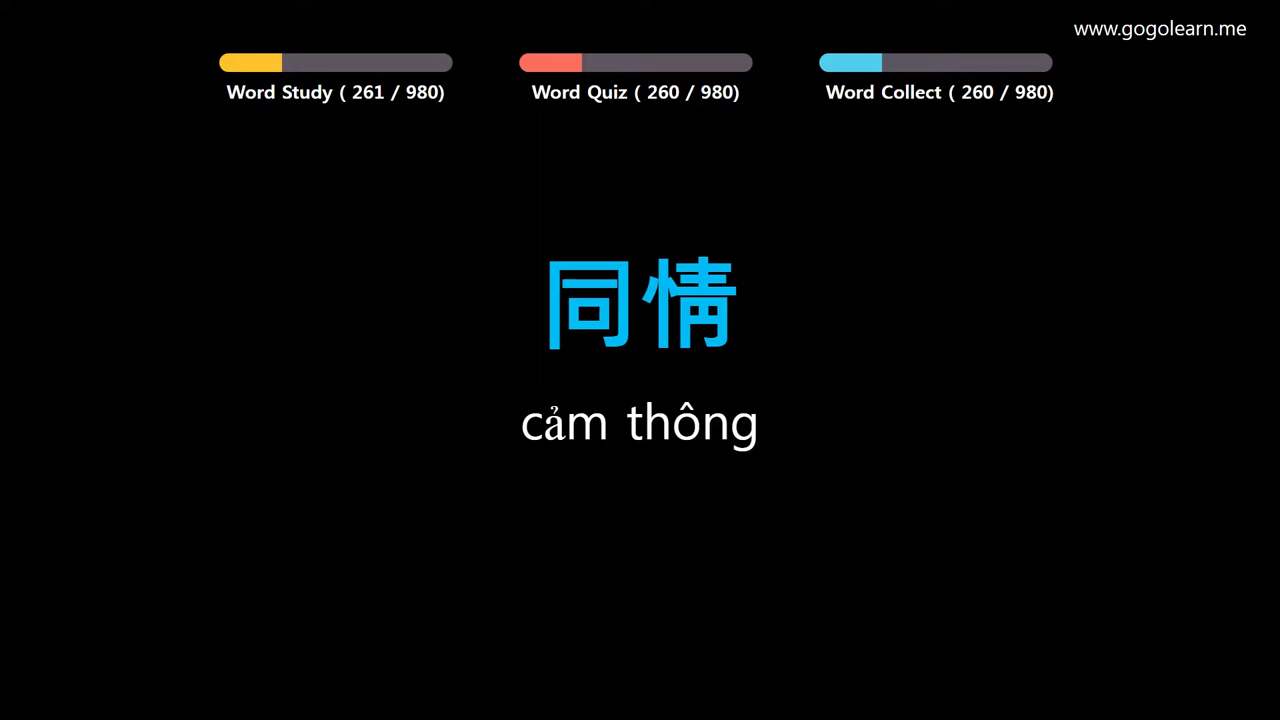 www.gogolearn.me
Word Study ( 261 / 980)
Word Quiz ( 260 / 980)
Word Collect ( 260 / 980)
同情
cảm thông